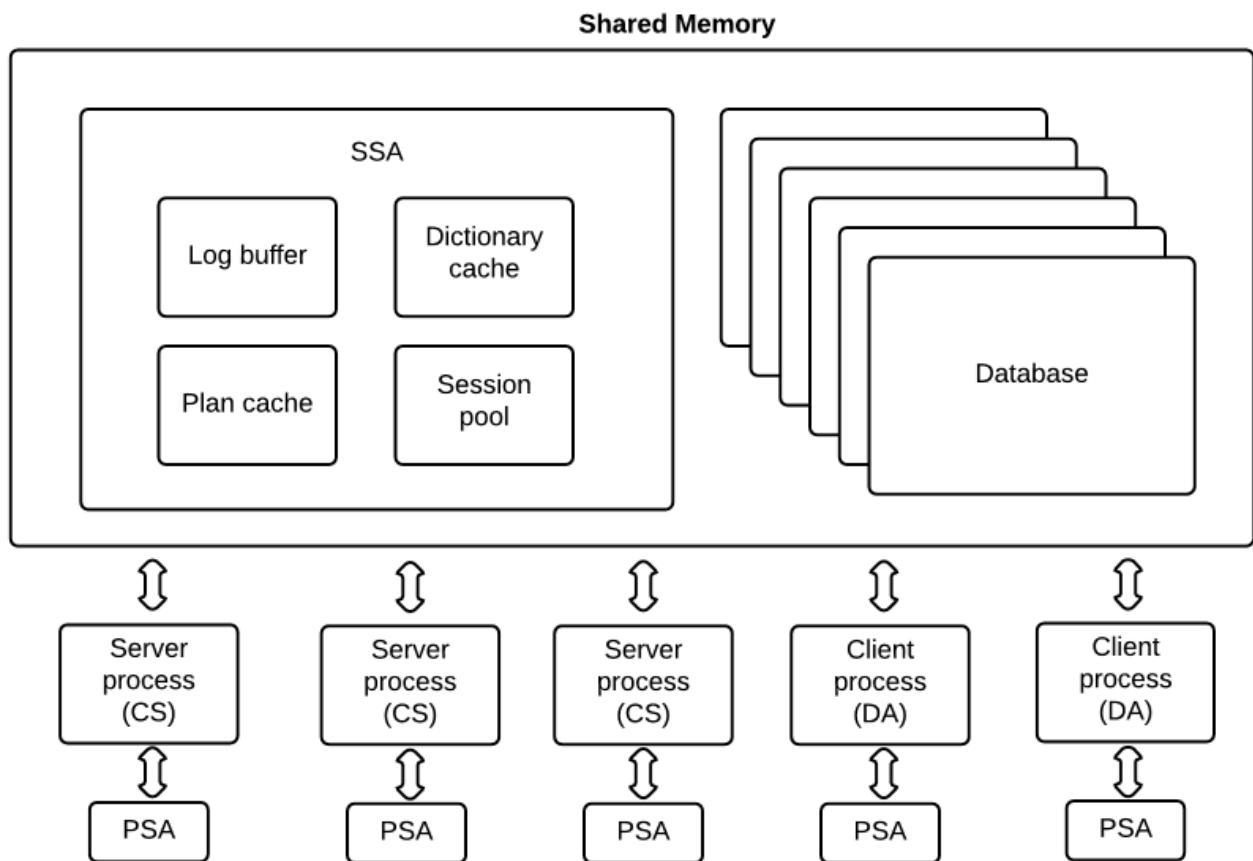 Shared Memory
SSA
Log buffer
Dictionary
cache
Plan cache
Session
pool
Database
Server
process
(CS)
Server
process
(CS)
Server
process
(CS)
Client
process
(DA)
Client
process
(DA)
PSA
PSA
PSA
PSA
PSA